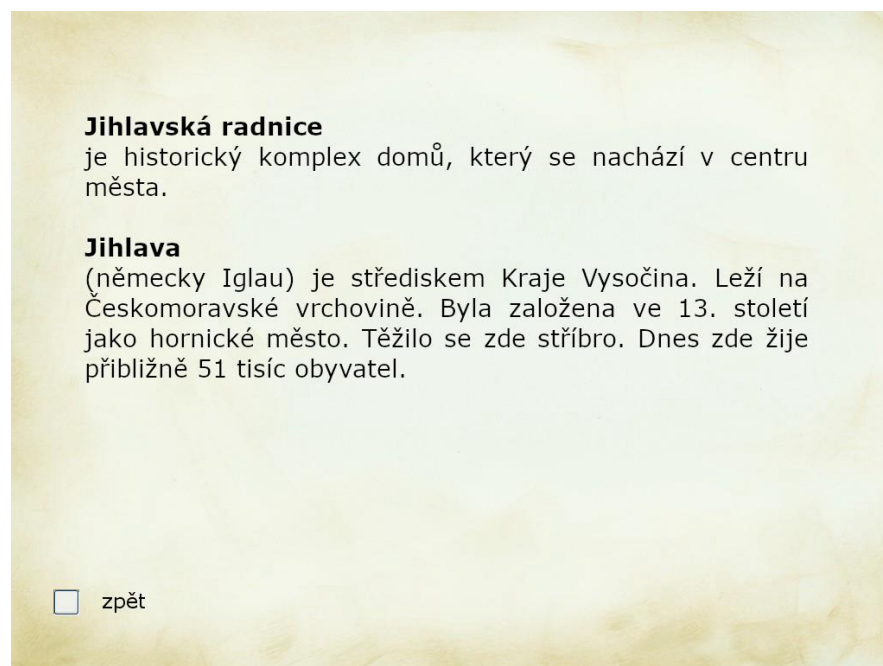 Jihlavská radnice
je historický komplex domů, který se nachází v centru
města.
Jihlava
(německy Iglau) je střediskem Kraje Vysočina. Leží na
Českomoravské vrchovině. Byla založena ve 13. století
jako hornické město. Těžilo se zde stříbro. Dnes zde žije
přibližně 51 tisíc obyvatel.
zpět